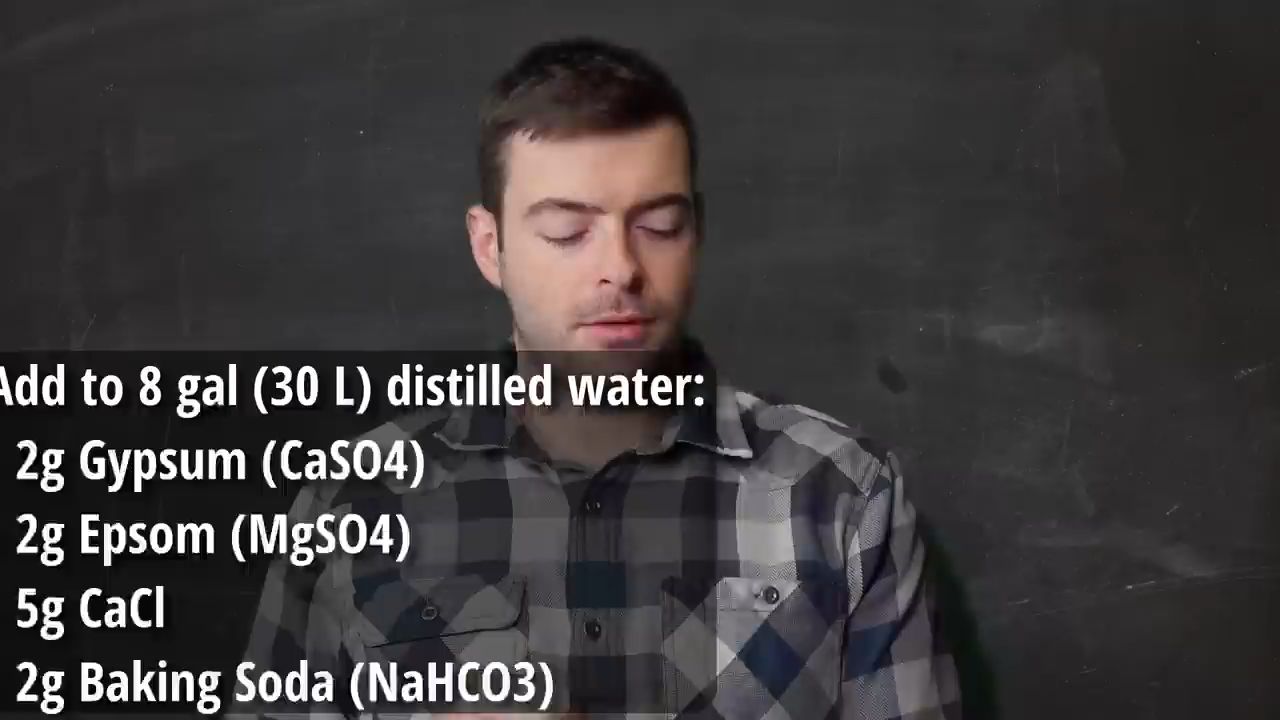 Add to 8 gal (30 L) distilled water:
2g Gypsum (CaSO4)
2g Epsom (MgSO4)
5g CaCl
2g Baking Soda (NaHCO3)